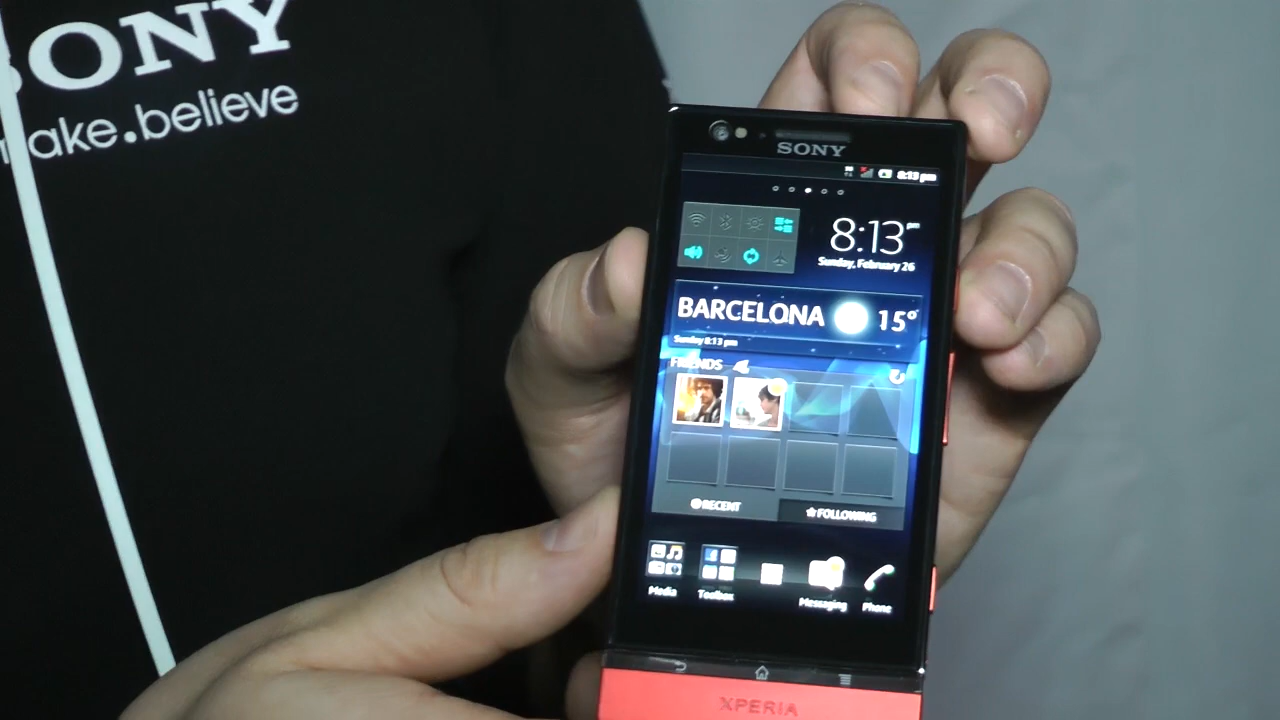 SONY
make.believe
SONY
8:13 pm
8:13 pm
Sunday, February 26
BARCELONA 15°
Sunday 8:13 pm
FRIENDS
RECENT
FOLLOWING
Media
Toolbox
Messaging
Phone
XPERIA